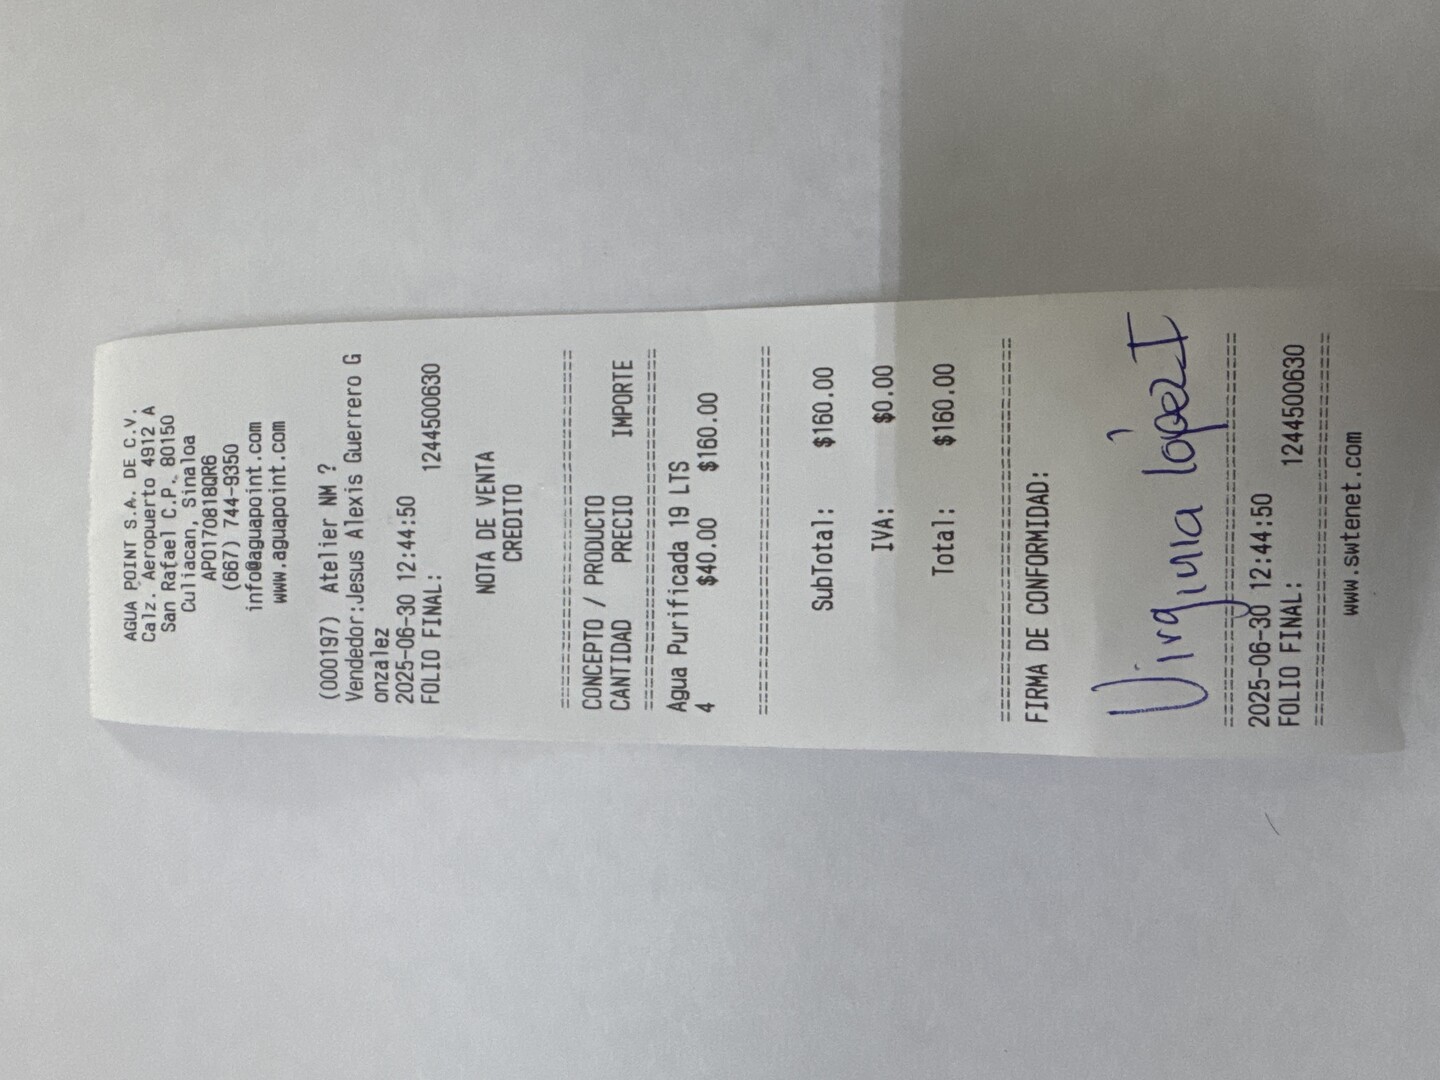 AGUA POINT S.A. DE C.V.
Calz. Aeropuerto 4912 A
San Rafael C.P. 80150
Culiacan, Sinaloa
APO170818QR6
(667) 744-9350
info@aguapoint.com
www.aguapoint.com
(000197) Atelier NM ?
Vendedor:Jesus Alexis Guerrero G
onzalez
2025-06-30 12:44:50
FOLIO FINAL: 1244500630
NOTA DE VENTA
CREDITO
================================
CONCEPTO / PRODUCTO
CANTIDAD PRECIO IMPORTE
================================
Agua Purificada 19 LTS
4 $40.00 $160.00
================================
SubTotal: $160.00
IVA: $0.00
Total: $160.00
================================
FIRMA DE CONFORMIDAD:
Virginia lópez I
================================
2025-06-30 12:44:50
FOLIO FINAL: 1244500630
================================
www.swtenet.com